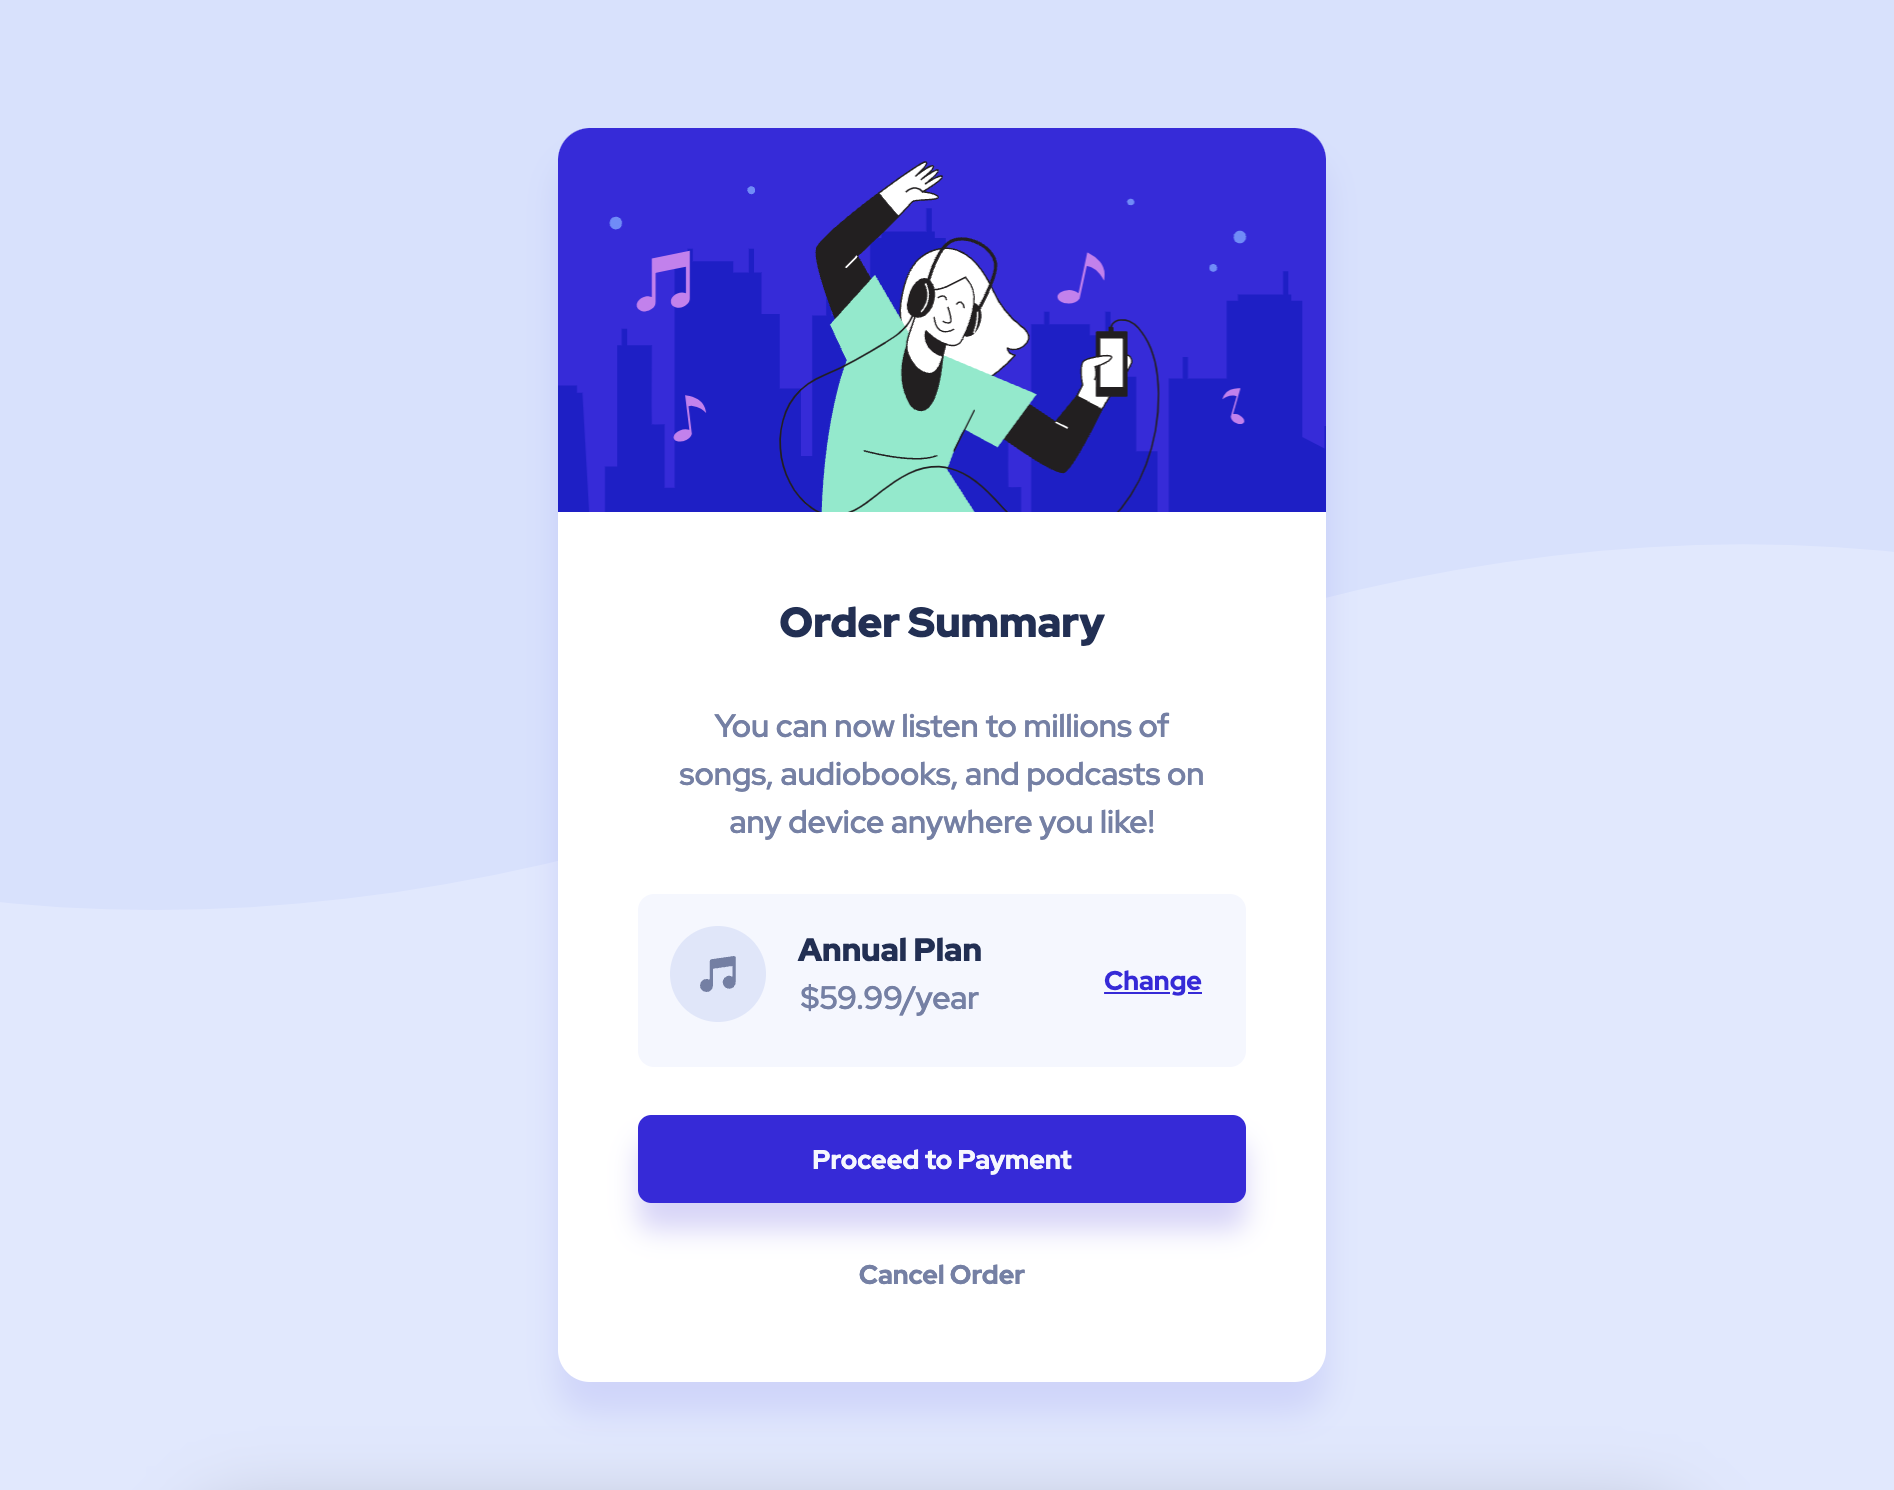 Order Summary
You can now listen to millions of
songs, audiobooks, and podcasts on
any device anywhere you like!
Annual Plan
$59.99/year
Change
Proceed to Payment
Cancel Order